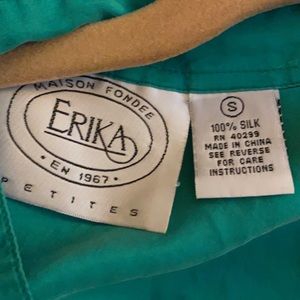 MAISON FONDEE
ERIKA
• EN 1967 •
PETITES
S
100% SILK
RN 40299
MADE IN CHINA
SEE REVERSE
FOR CARE
INSTRUCTIONS